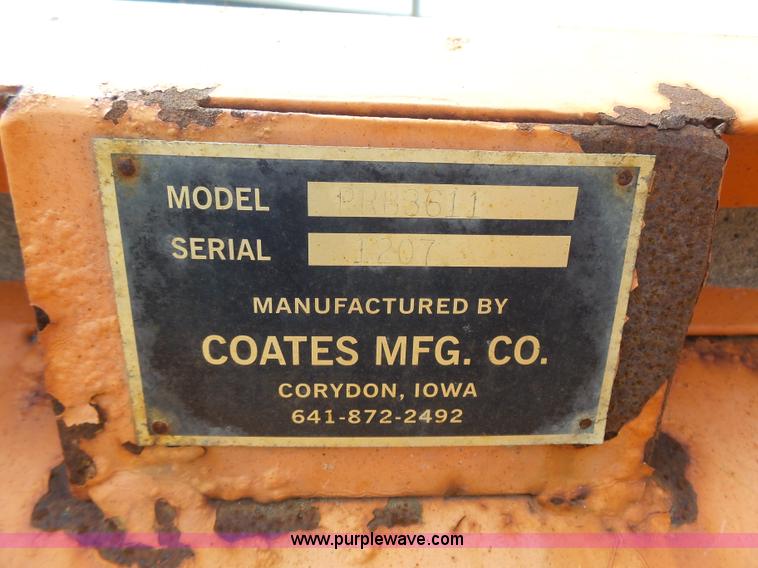 MODEL PRB3611
SERIAL 1207
MANUFACTURED BY
COATES MFG. CO.
CORYDON, IOWA
641-872-2492
www.purplewave.com